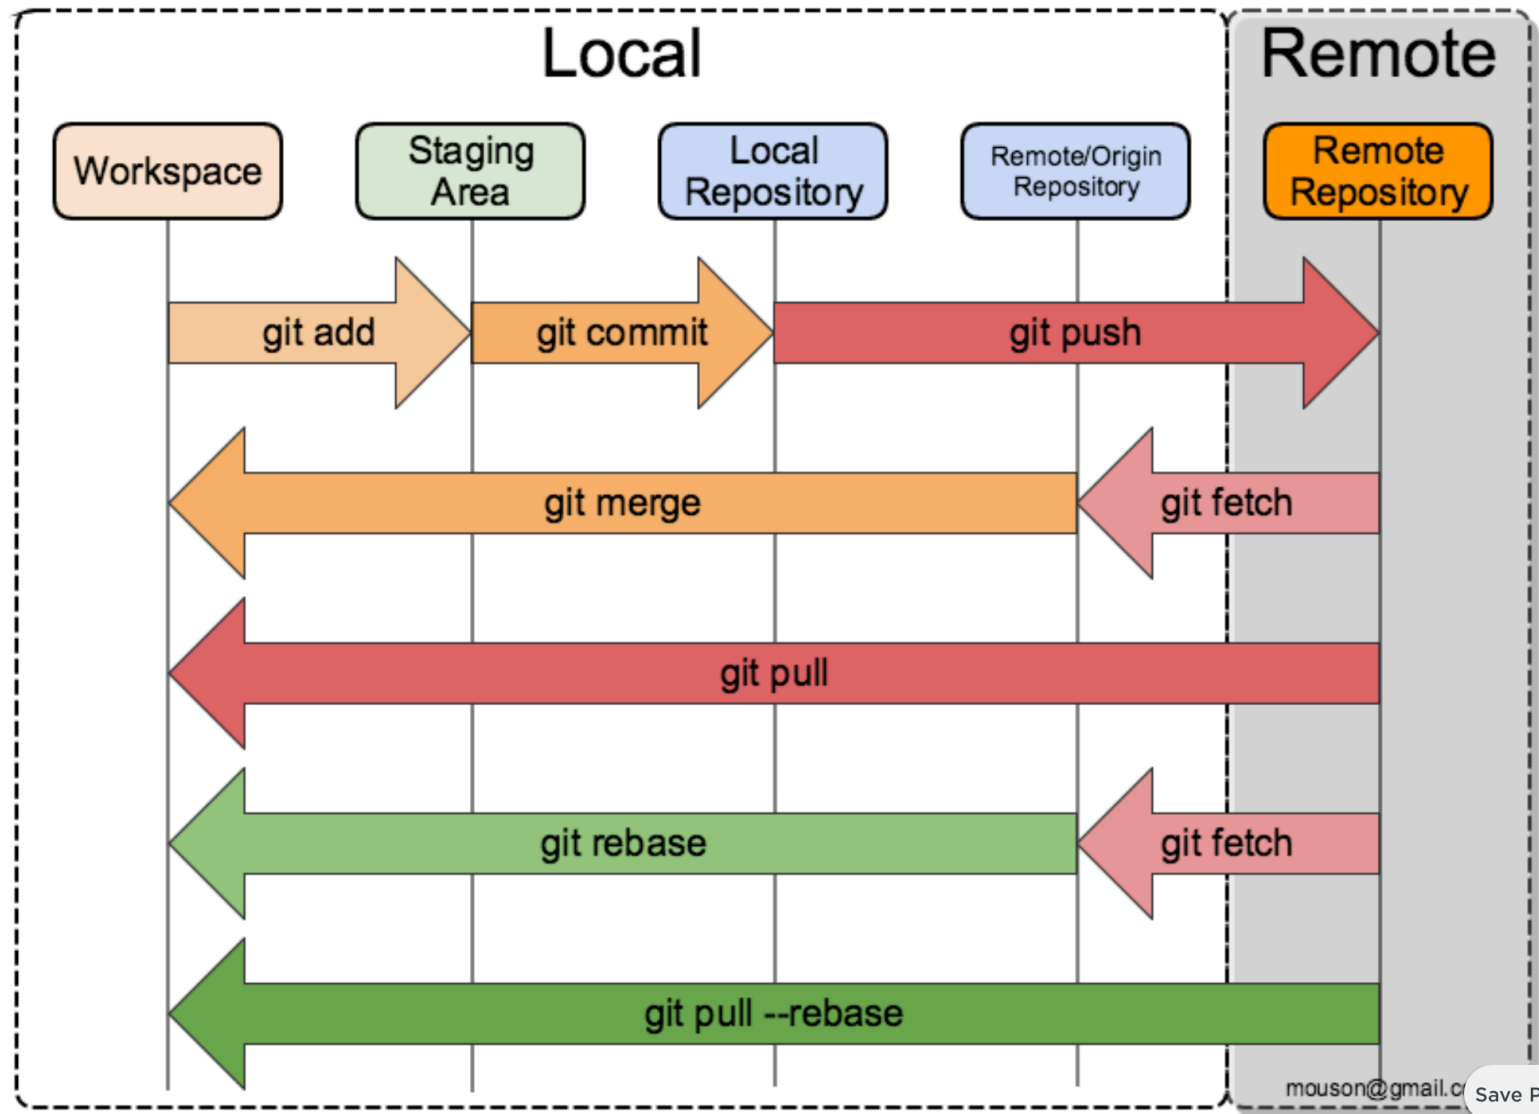 Local
Remote
Workspace
Staging
Area
Local
Repository
Remote/Origin
Repository
Remote
Repository
git add
git commit
git push
git merge
git fetch
git pull
git rebase
git fetch
git pull --rebase
Save